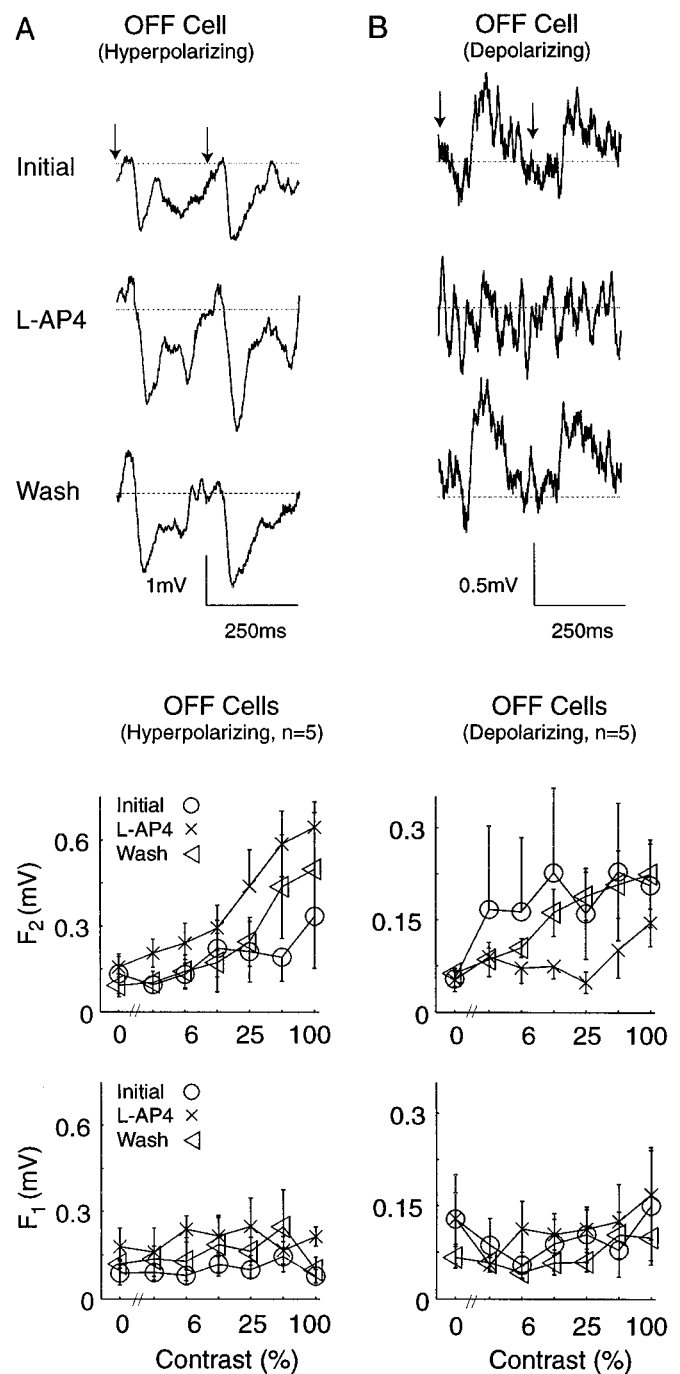 A
OFF Cell
(Hyperpolarizing)
B
OFF Cell
(Depolarizing)
Initial
L-AP4
Wash
1mV
250ms
0.5mV
250ms
OFF Cells
(Hyperpolarizing, n=5)
OFF Cells
(Depolarizing, n=5)
Initial
L-AP4
Wash
F2 (mV)
0.6
0.3
0
0 6 25 100
0.3
0.15
0
0 6 25 100
Initial
L-AP4
Wash
F1 (mV)
0.6
0.3
0
0 6 25 100
Contrast (%)
0.3
0.15
0
0 6 25 100
Contrast (%)